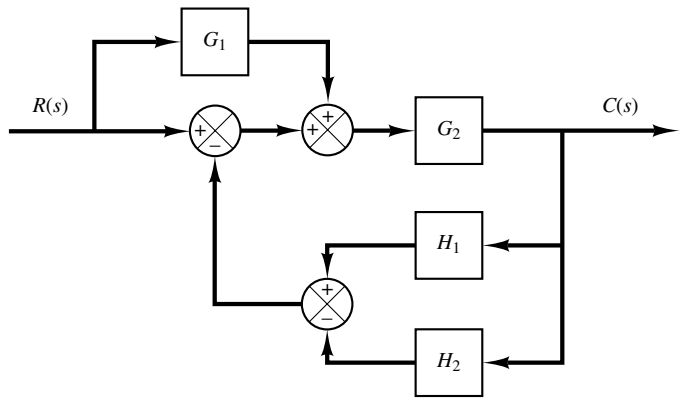 G₁
R(s)
C(s)
+
+
+
−
G₂
H₁
+
−
H₂